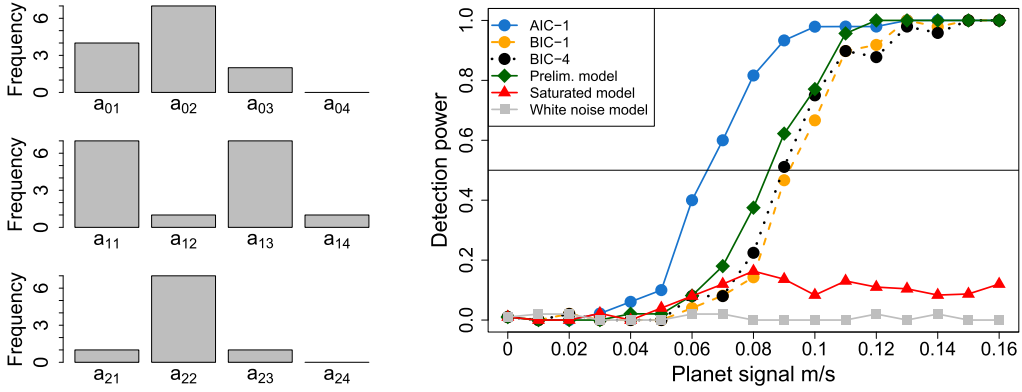 Frequency
6
3
0
a01 a02 a03 a04
Frequency
6
3
0
a11 a12 a13 a14
Frequency
6
3
0
a21 a22 a23 a24
Detection power
1.0
0.8
0.6
0.4
0.2
0.0
AIC−1
BIC−1
BIC−4
Prelim. model
Saturated model
White noise model
0 0.02 0.04 0.06 0.08 0.1 0.12 0.14 0.16
Planet signal m/s